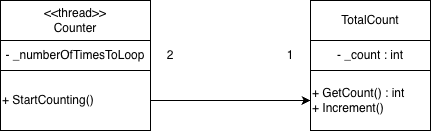 <<thread>>
Counter
- _numberOfTimesToLoop
+ StartCounting()
2
1
TotalCount
- _count : int
+ GetCount() : int
+ Increment()